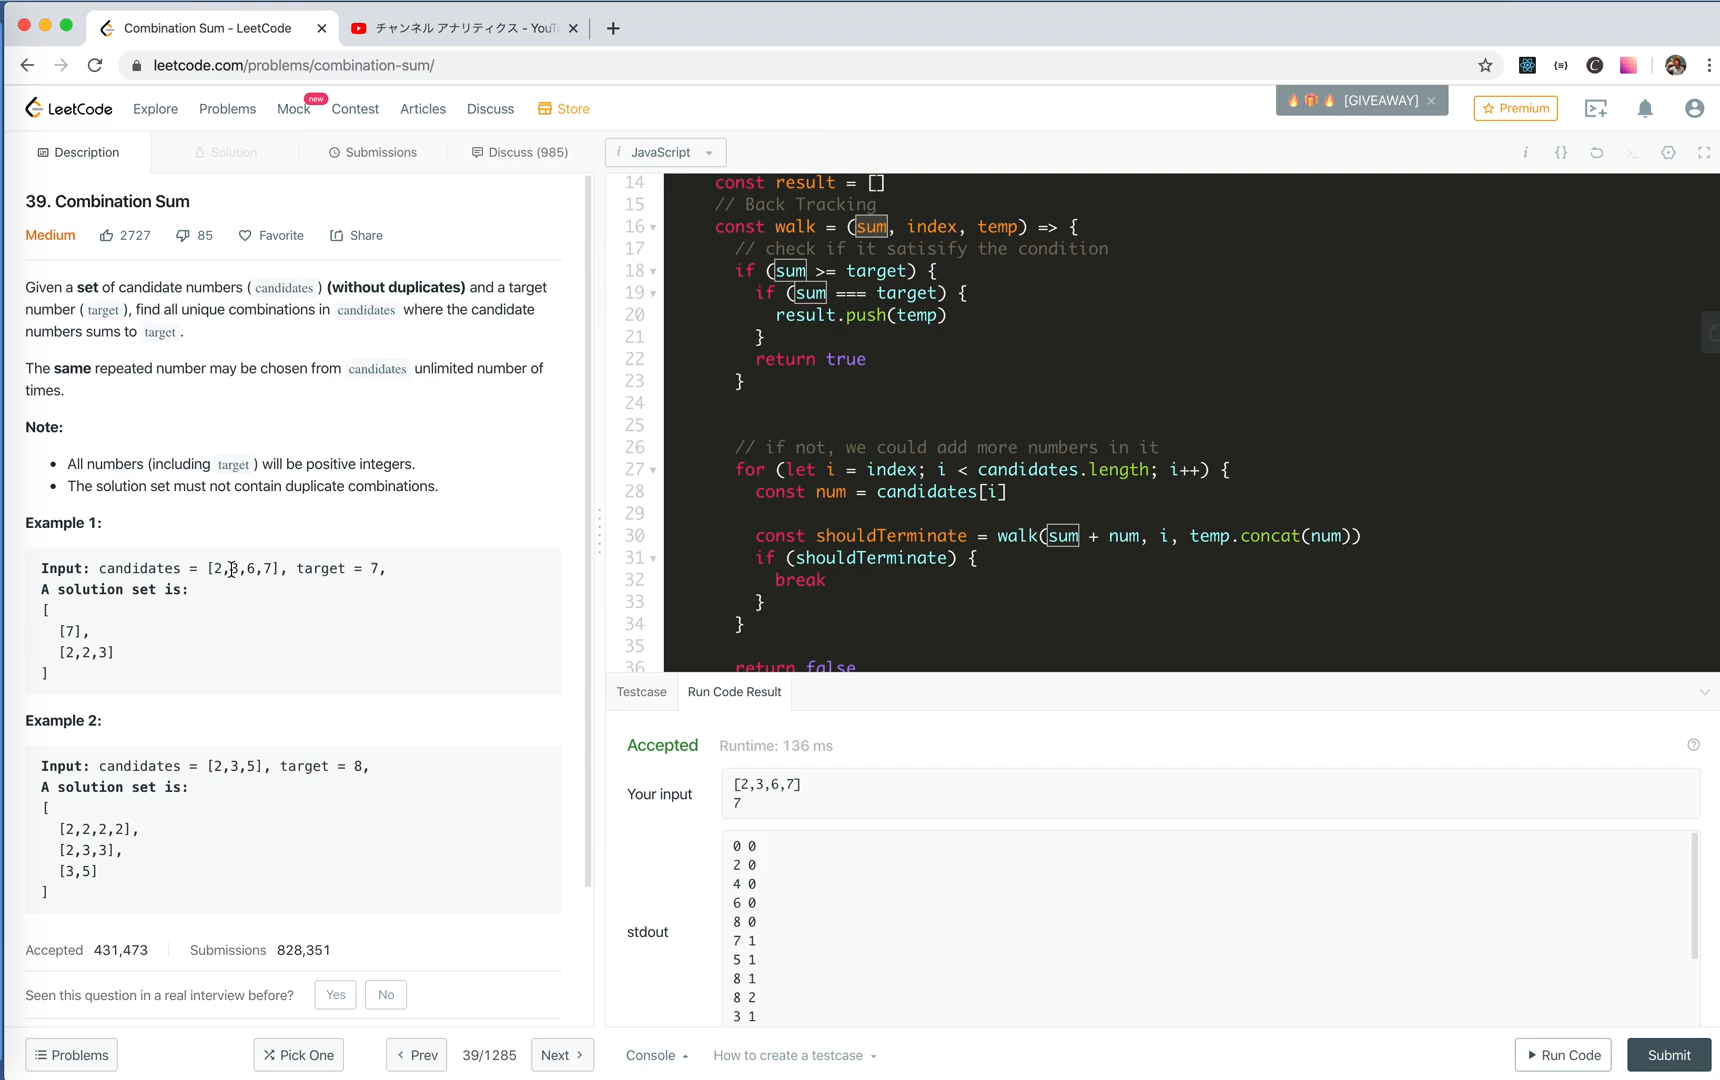 Combination Sum - LeetCode
チャンネル アナリティクス - YouT
leetcode.com/problems/combination-sum/
LeetCode
Explore
Problems
Mock
new
Contest
Articles
Discuss
Store
[GIVEAWAY]
Premium
Description
Solution
Submissions
Discuss (985)
JavaScript
39. Combination Sum
Medium
2727
85
Favorite
Share
Given a set of candidate numbers ( candidates ) (without duplicates) and a target
number ( target ), find all unique combinations in candidates where the candidate
numbers sums to target .
The same repeated number may be chosen from candidates unlimited number of
times.
Note:
• All numbers (including target ) will be positive integers.
• The solution set must not contain duplicate combinations.
Example 1:
Input: candidates = [2,3,6,7], target = 7,
A solution set is:
[
[7],
[2,2,3]
]
Example 2:
Input: candidates = [2,3,5], target = 8,
A solution set is:
[
[2,2,2,2],
[2,3,3],
[3,5]
]
Accepted 431,473
Submissions 828,351
Seen this question in a real interview before?
Yes
No
Problems
Pick One
Prev
39/1285
Next
14 const result = []
15 // Back Tracking
16 const walk = (sum, index, temp) => {
17 // check if it satisify the condition
18 if (sum >= target) {
19 if (sum === target) {
20 result.push(temp)
21 }
22 return true
23 }
24
25
26 // if not, we could add more numbers in it
27 for (let i = index; i < candidates.length; i++) {
28 const num = candidates[i]
29
30 const shouldTerminate = walk(sum + num, i, temp.concat(num))
31 if (shouldTerminate) {
32 break
33 }
34 }
35
36 return false
Testcase
Run Code Result
Accepted
Runtime: 136 ms
Your input
[2,3,6,7]
7
stdout
0 0
2 0
4 0
6 0
8 0
7 1
5 1
8 1
8 2
3 1
Console
How to create a testcase
Run Code
Submit